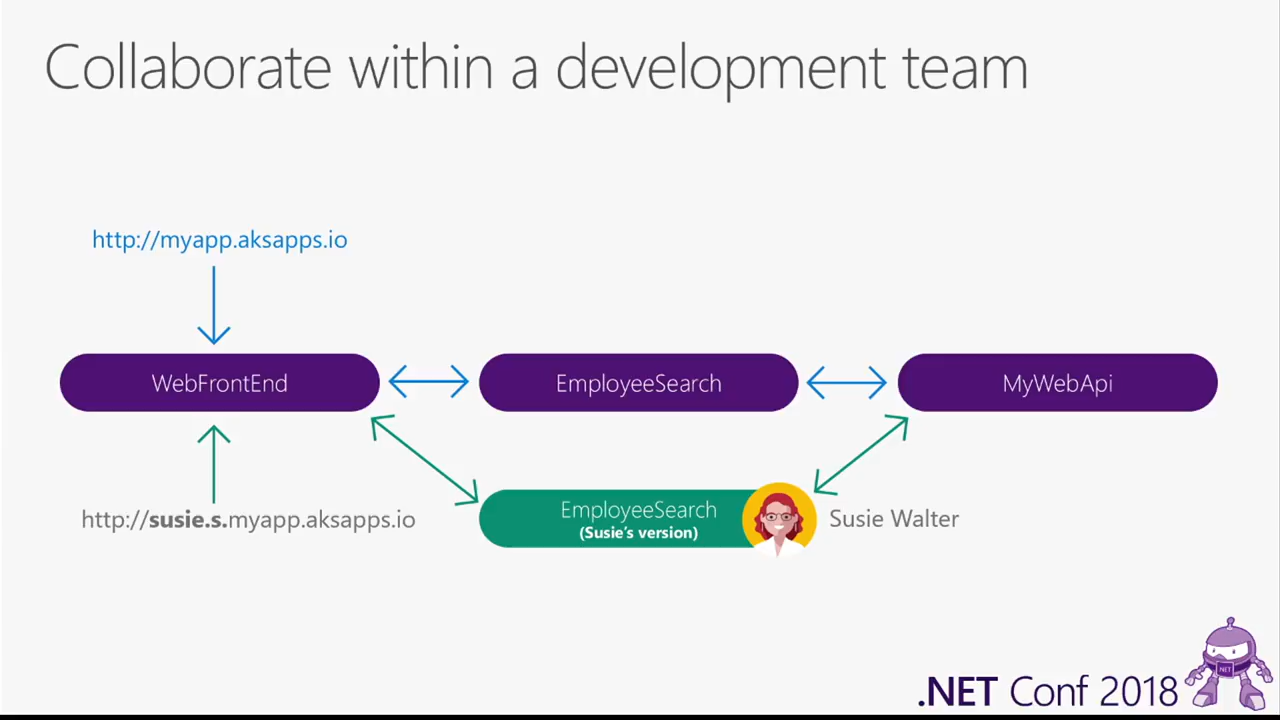 Collaborate within a development team
http://myapp.aksapps.io
WebFrontEnd
EmployeeSearch
MyWebApi
http://susie.s.myapp.aksapps.io
EmployeeSearch
(Susie's version)
Susie Walter
.NET Conf 2018
.NET